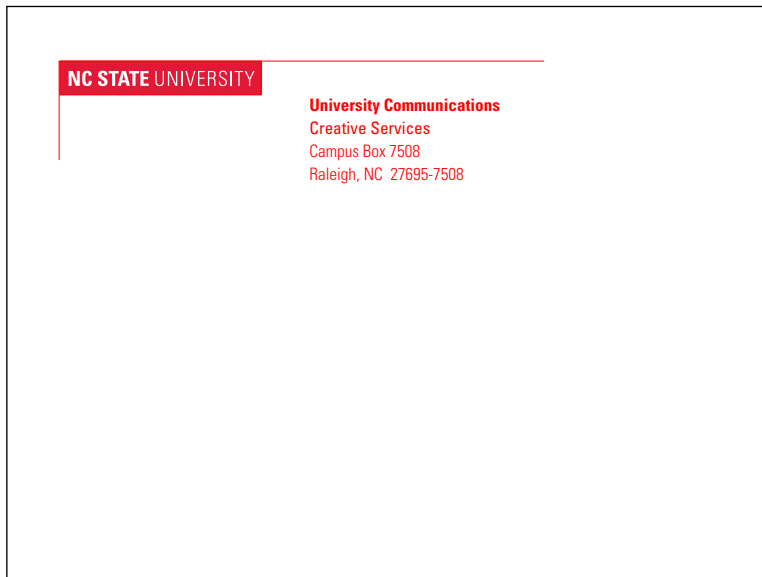 NC STATE UNIVERSITY
University Communications
Creative Services
Campus Box 7508
Raleigh, NC  27695-7508